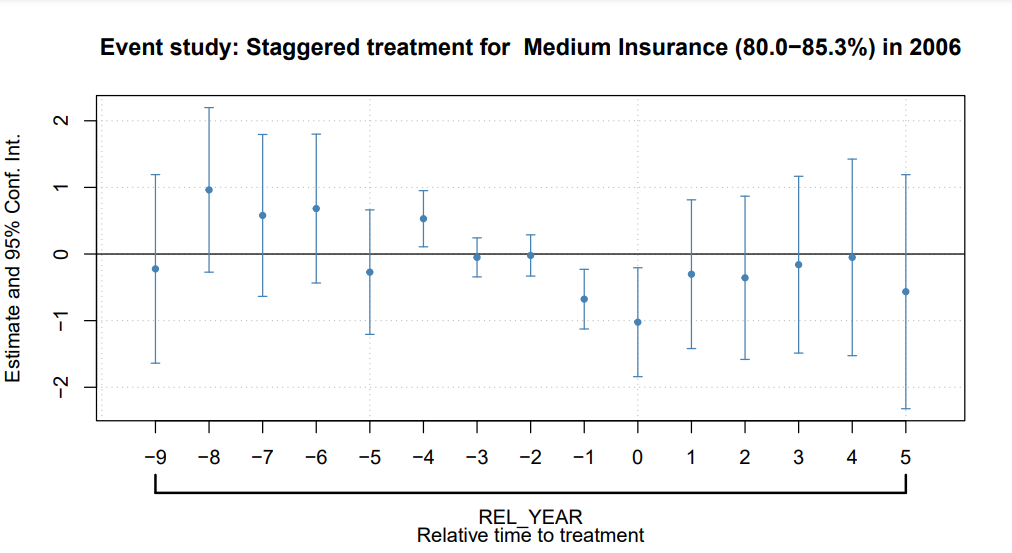 Event study: Staggered treatment for  Medium Insurance (80.0−85.3%) in 2006
Estimate and 95% Conf. Int.
2
1
0
−1
−2
−9 −8 −7 −6 −5 −4 −3 −2 −1 0 1 2 3 4 5
REL_YEAR
Relative time to treatment